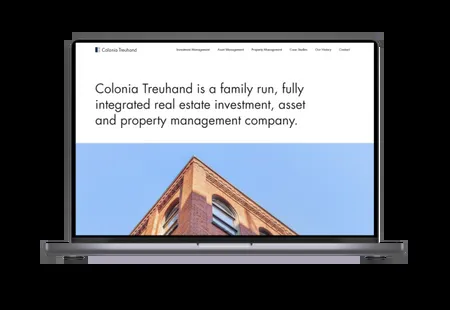 Colonia Treuhand
Investment Management Asset Management Property Management Case Studies Our History Contact
Colonia Treuhand is a family run, fully
integrated real estate investment, asset
and property management company.